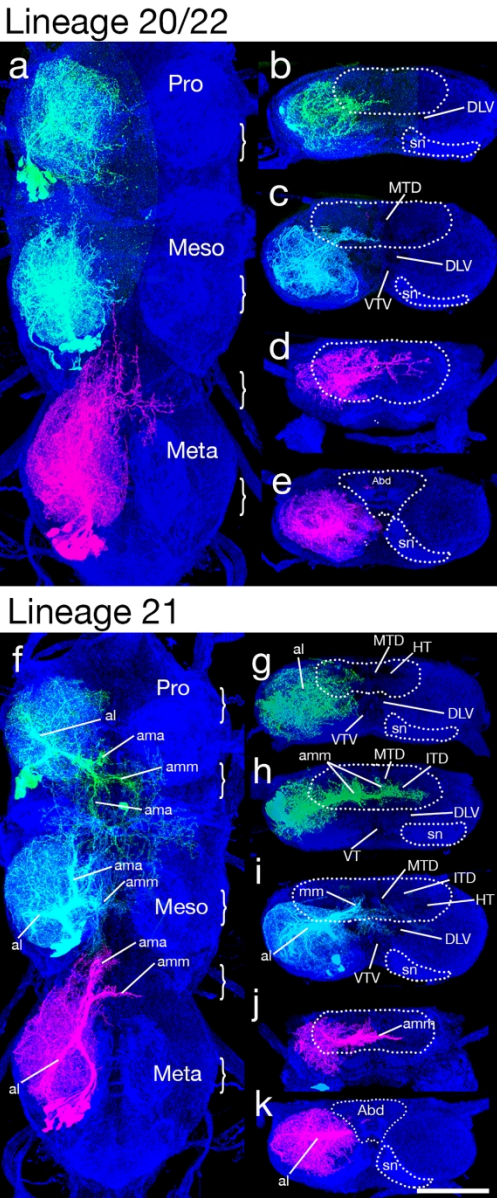 Lineage 20/22
a
Pro
Meso
Meta
b
DLV
sn
c
MTD
DLV
VTV
sn
d
e
Abd
sn
Lineage 21
f
Pro
al
ama
amm
ama
ama
amm
Meso
al
ama
amm
Meta
al
g
al
MTD
HT
DLV
VTV
h
amm
MTD
ITD
DLV
VT
sn
i
MTD
ITD
mm
HT
DLV
al
VTV
sn
j
amm
k
Abd
al
sn